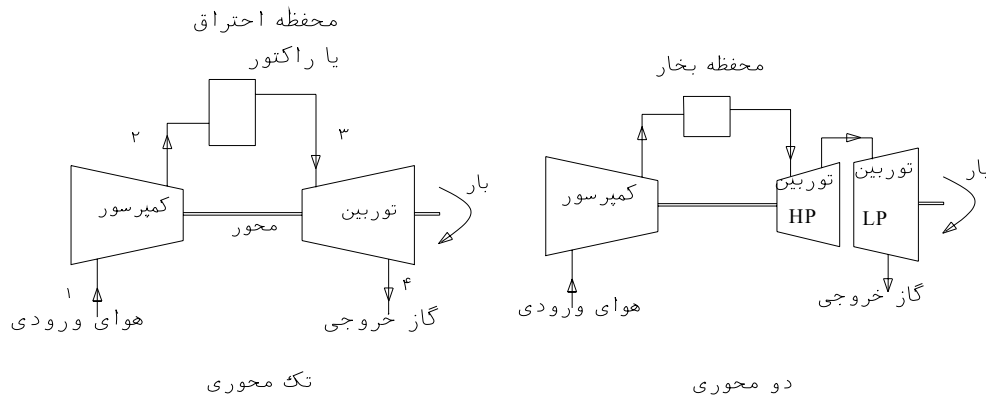 محفظه احتراق
یا راکتور
۲
۳
کمپرسور
محور
توربین
بار
۱
۴
هوای ورودی
گاز خروجی
تک محوری
محفظه بخار
کمپرسور
توربین
HP
توربین
LP
بار
هوای ورودی
گاز خروجی
دو محوری